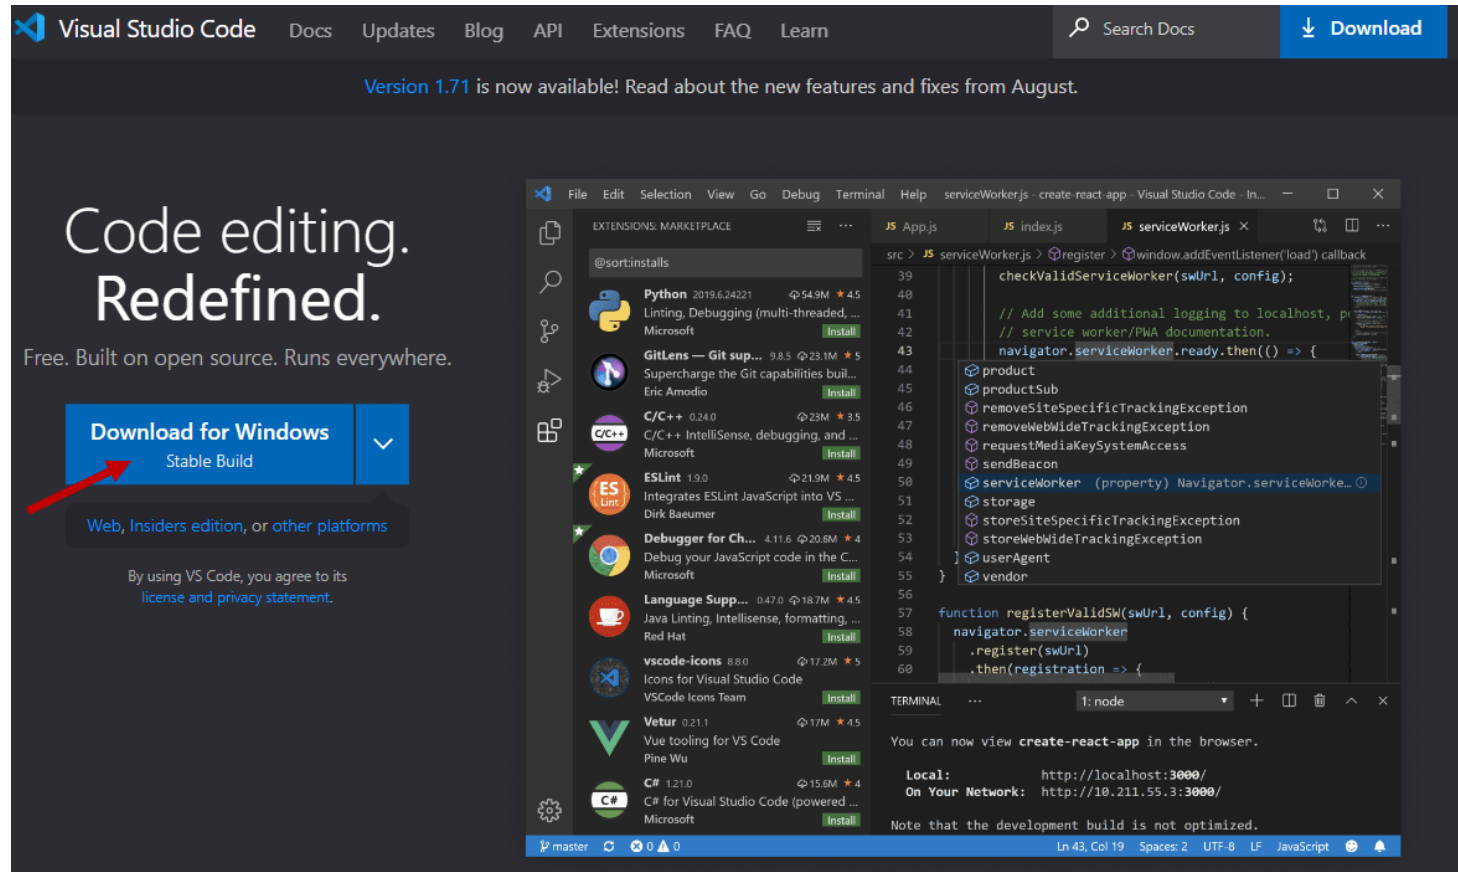 Visual Studio Code Docs Updates Blog API Extensions FAQ Learn Search Docs Download
Version 1.71 is now available! Read about the new features and fixes from August.
Code editing.
Redefined.
Free. Built on open source. Runs everywhere.
Download for Windows
Stable Build
Web, Insiders edition, or other platforms
By using VS Code, you agree to its
license and privacy statement.
File Edit Selection View Go Debug Terminal Help serviceWorker.js - create-react-app - Visual Studio Code - In...
EXTENSIONS: MARKETPLACE
@sort:installs
Python 2019.6.24221 54.9M ★ 4.5
Linting, Debugging (multi-threaded, ...
Microsoft Install
GitLens — Git sup... 9.8.5 23.1M ★ 5
Supercharge the Git capabilities buil...
Eric Amodio Install
C/C++ 0.24.0 23M ★ 3.5
C/C++ C/C++ IntelliSense, debugging, and ...
Microsoft Install
ESLint 1.9.0 21.9M ★ 4.5
ES Lint Integrates ESLint JavaScript into VS ...
Dirk Baeumer Install
Debugger for Ch... 4.11.6 20.6M ★ 4
Debug your JavaScript code in the C...
Microsoft Install
Language Supp... 0.47.0 18.7M ★ 4.5
Java Linting, Intellisense, formatting, ...
Red Hat Install
vscode-icons 8.8.0 17.2M ★ 5
Icons for Visual Studio Code
VSCode Icons Team Install
Vetur 0.21.1 17M ★ 4.5
Vue tooling for VS Code
Pine Wu Install
C# 1.21.0 15.6M ★ 4
C# C# for Visual Studio Code (powered ...
Microsoft Install
JS App.js JS index.js JS serviceWorker.js
src > JS serviceWorker.js > register > window.addEventListener('load') callback
39 checkValidServiceWorker(swUrl, config);
40
41 // Add some additional logging to localhost, p
42 // service worker/PWA documentation.
43 navigator.serviceWorker.ready.then(() => {
44 product
45 productSub
46 removeSiteSpecificTrackingException
47 removeWebWideTrackingException
48 requestMediaKeySystemAccess
49 sendBeacon
50 serviceWorker (property) Navigator.serviceWorke...
51 storage
52 storeSiteSpecificTrackingException
53 storeWebWideTrackingException
54 } userAgent
55 } vendor
56
57 function registerValidSW(swUrl, config) {
58 navigator.serviceWorker
59 .register(swUrl)
60 .then(registration => {
TERMINAL ... 1: node
You can now view create-react-app in the browser.
Local: http://localhost:3000/
On Your Network: http://10.211.55.3:3000/
Note that the development build is not optimized.
master 0 0 Ln 43, Col 19 Spaces: 2 UTF-8 LF JavaScript